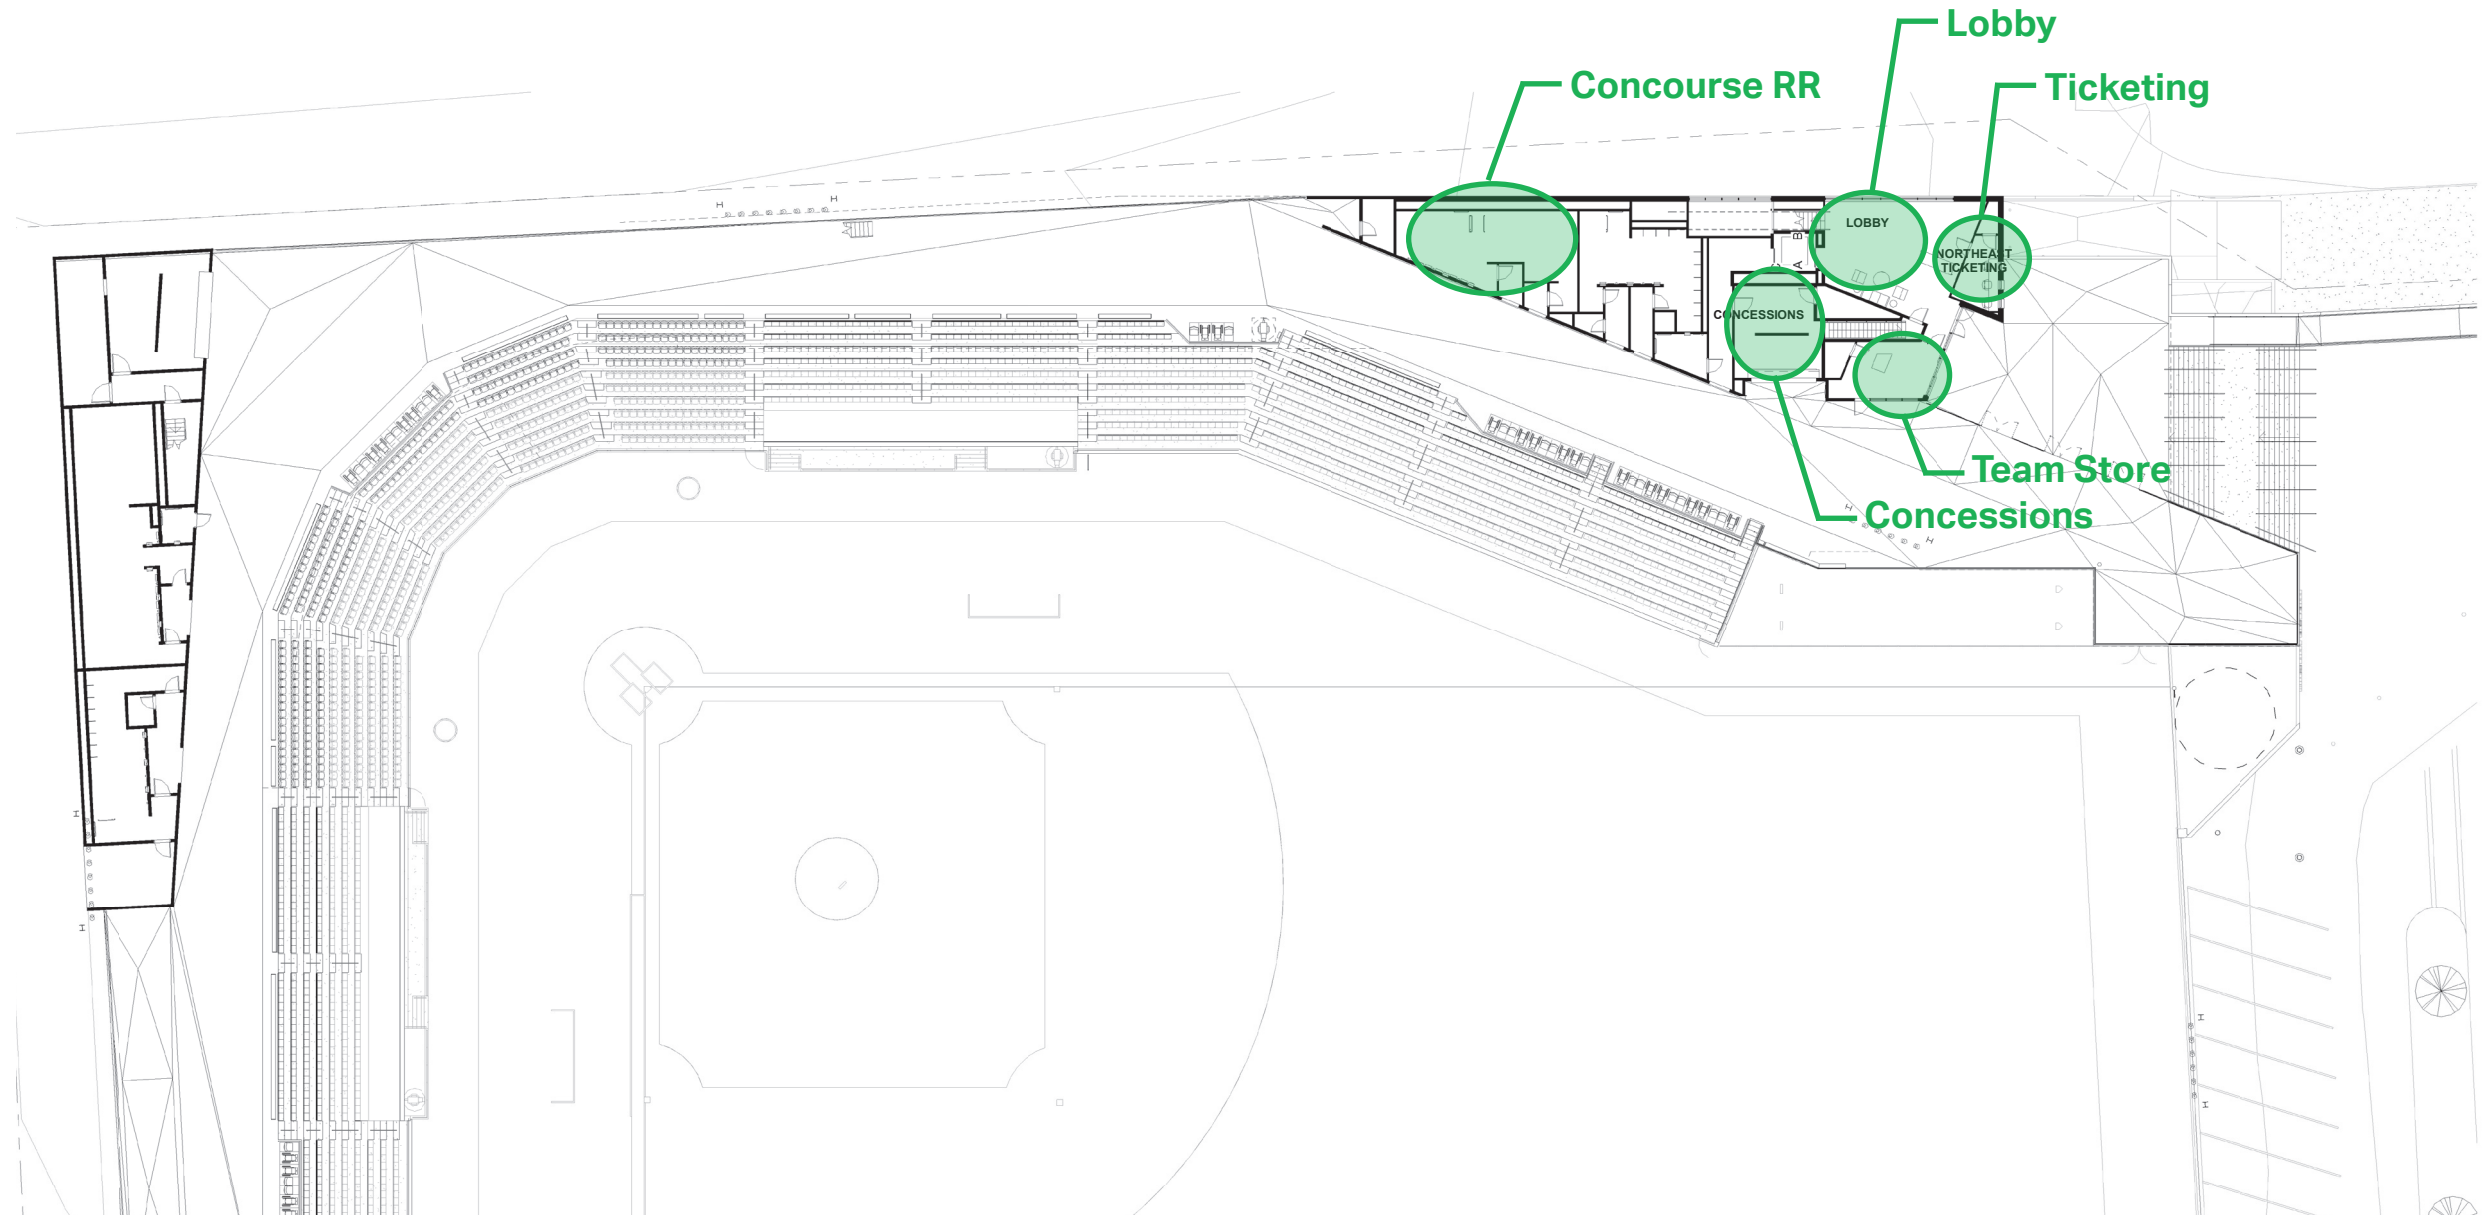 Lobby
Concourse RR
Ticketing
LOBBY
B
A
NORTHEAST
TICKETING
CONCESSIONS
Team Store
Concessions
H
H
H
H
H
H
H
H